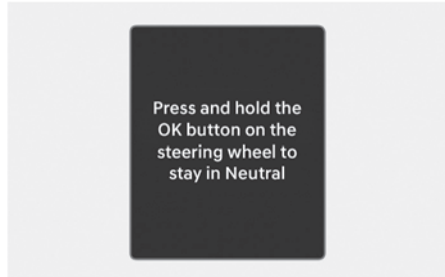 Press and hold the
OK button on the
steering wheel to
stay in Neutral